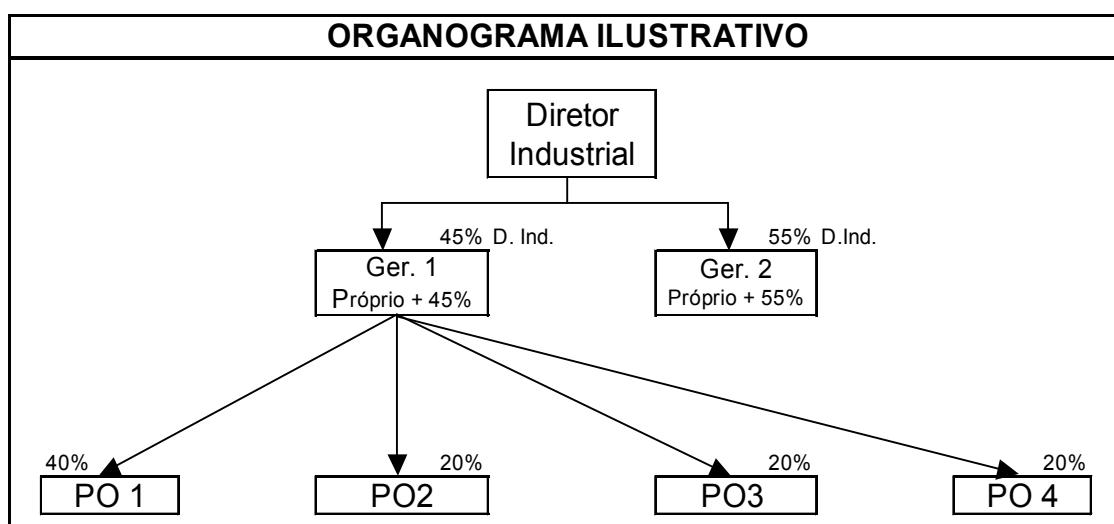 ORGANOGRAMA ILUSTRATIVO
Diretor
Industrial
45% D. Ind.
55% D.Ind.
Ger. 1
Próprio + 45%
Ger. 2
Próprio + 55%
40%
20%
20%
20%
PO 1
PO2
PO3
PO 4